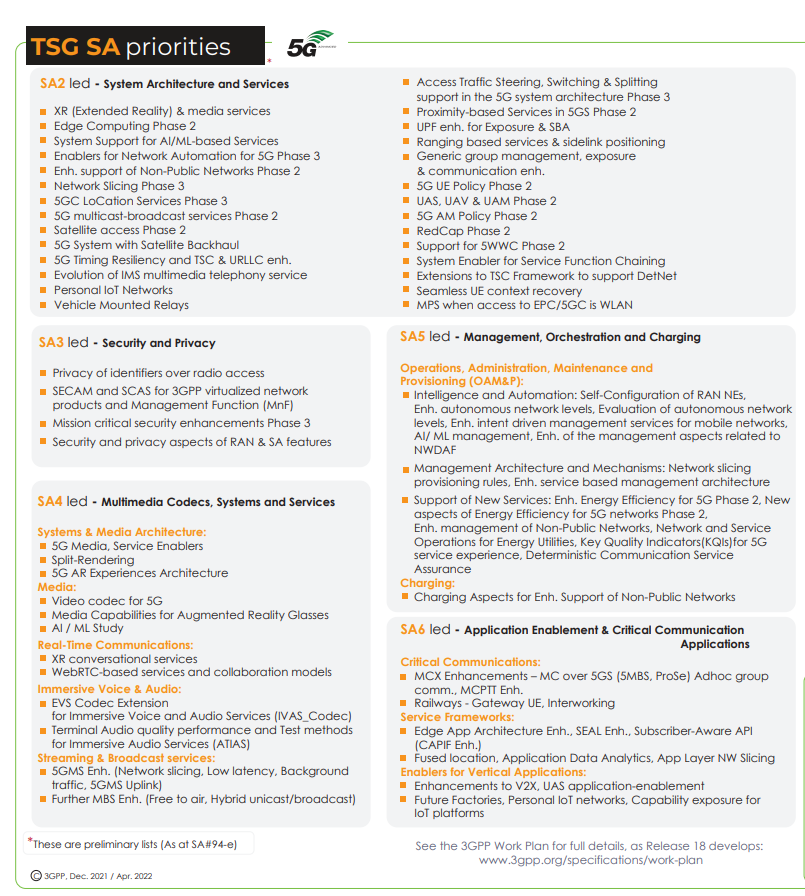 TSG SA priorities
*
5G ADVANCED
SA2 led - System Architecture and Services
XR (Extended Reality) & media services
Edge Computing Phase 2
System Support for AI/ML-based Services
Enablers for Network Automation for 5G Phase 3
Enh. support of Non-Public Networks Phase 2
Network Slicing Phase 3
5GC LoCation Services Phase 3
5G multicast-broadcast services Phase 2
Satellite access Phase 2
5G System with Satellite Backhaul
5G Timing Resiliency and TSC & URLLC enh.
Evolution of IMS multimedia telephony service
Personal IoT Networks
Vehicle Mounted Relays
Access Traffic Steering, Switching & Splitting
support in the 5G system architecture Phase 3
Proximity-based Services in 5GS Phase 2
UPF enh. for Exposure & SBA
Ranging based services & sidelink positioning
Generic group management, exposure
& communication enh.
5G UE Policy Phase 2
UAS, UAV & UAM Phase 2
5G AM Policy Phase 2
RedCap Phase 2
Support for 5WWC Phase 2
System Enabler for Service Function Chaining
Extensions to TSC Framework to support DetNet
Seamless UE context recovery
MPS when access to EPC/5GC is WLAN
SA3 led - Security and Privacy
Privacy of identifiers over radio access
SECAM and SCAS for 3GPP virtualized network
products and Management Function (MnF)
Mission critical security enhancements Phase 3
Security and privacy aspects of RAN & SA features
SA4 led - Multimedia Codecs, Systems and Services
Systems & Media Architecture:
5G Media, Service Enablers
Split-Rendering
5G AR Experiences Architecture
Media:
Video codec for 5G
Media Capabilities for Augmented Reality Glasses
AI / ML Study
Real-Time Communications:
XR conversational services
WebRTC-based services and collaboration models
Immersive Voice & Audio:
EVS Codec Extension
for Immersive Voice and Audio Services (IVAS_Codec)
Terminal Audio quality performance and Test methods
for Immersive Audio Services (ATIAS)
Streaming & Broadcast services:
5GMS Enh. (Network slicing, Low latency, Background
traffic, 5GMS Uplink)
Further MBS Enh. (Free to air, Hybrid unicast/broadcast)
SA5 led - Management, Orchestration and Charging
Operations, Administration, Maintenance and
Provisioning (OAM&P):
Intelligence and Automation: Self-Configuration of RAN NEs,
Enh. autonomous network levels, Evaluation of autonomous network
levels, Enh. intent driven management services for mobile networks,
AI/ ML management, Enh. of the management aspects related to
NWDAF
Management Architecture and Mechanisms: Network slicing
provisioning rules, Enh. service based management architecture
Support of New Services: Enh. Energy Efficiency for 5G Phase 2, New
aspects of Energy Efficiency for 5G networks Phase 2,
Enh. management of Non-Public Networks, Network and Service
Operations for Energy Utilities, Key Quality Indicators(KQIs)for 5G
service experience, Deterministic Communication Service
Assurance
Charging:
Charging Aspects for Enh. Support of Non-Public Networks
SA6 led - Application Enablement & Critical Communication
Applications
Critical Communications:
MCX Enhancements – MC over 5GS (5MBS, ProSe) Adhoc group
comm., MCPTT Enh.
Railways - Gateway UE, Interworking
Service Frameworks:
Edge App Architecture Enh., SEAL Enh., Subscriber-Aware API
(CAPIF Enh.)
Fused location, Application Data Analytics, App Layer NW Slicing
Enablers for Vertical Applications:
Enhancements to V2X, UAS application-enablement
Future Factories, Personal IoT networks, Capability exposure for
IoT platforms
*These are preliminary lists (As at SA#94-e)
See the 3GPP Work Plan for full details, as Release 18 develops:
www.3gpp.org/specifications/work-plan
© 3GPP, Dec. 2021 / Apr. 2022